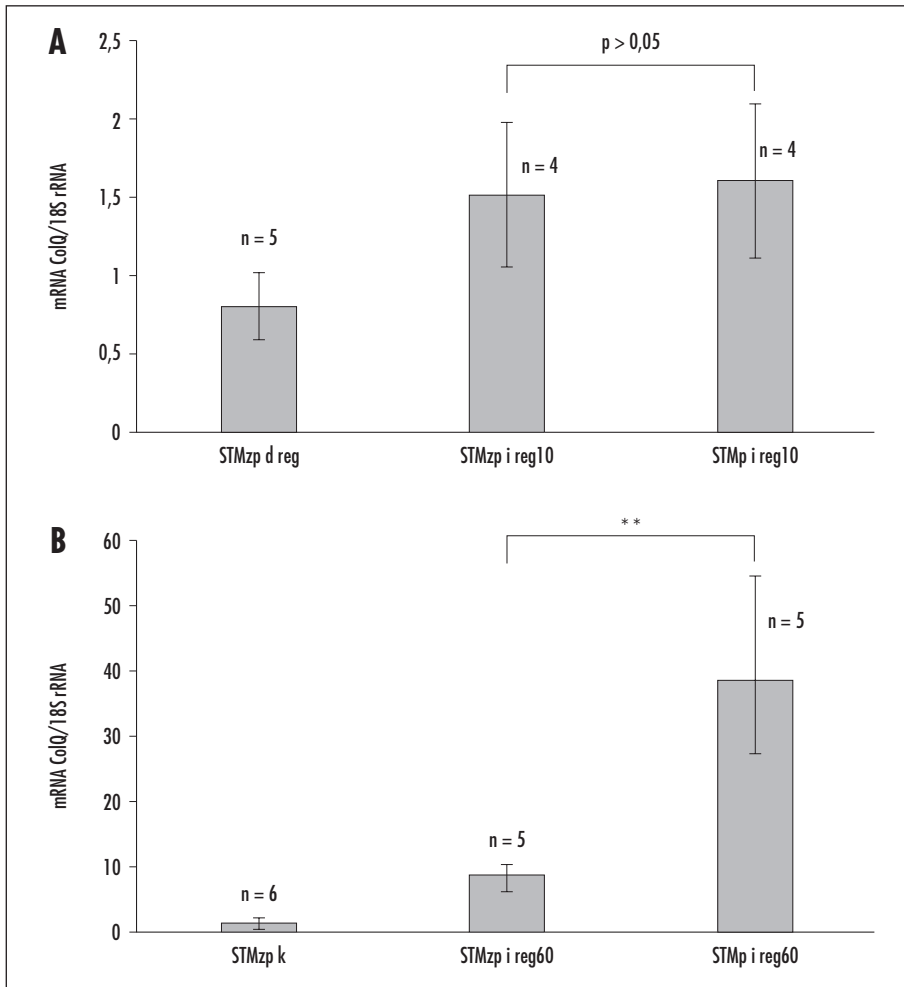 A
p > 0,05
mRNA ColQ/18S rRNA
2,5
2
1,5
1
0,5
0
n = 5
n = 4
n = 4
STMzp d reg
STMzp i reg10
STMp i reg10
B
**
mRNA ColQ/18S rRNA
60
50
40
30
20
10
0
n = 6
n = 5
n = 5
STMzp k
STMzp i reg60
STMp i reg60